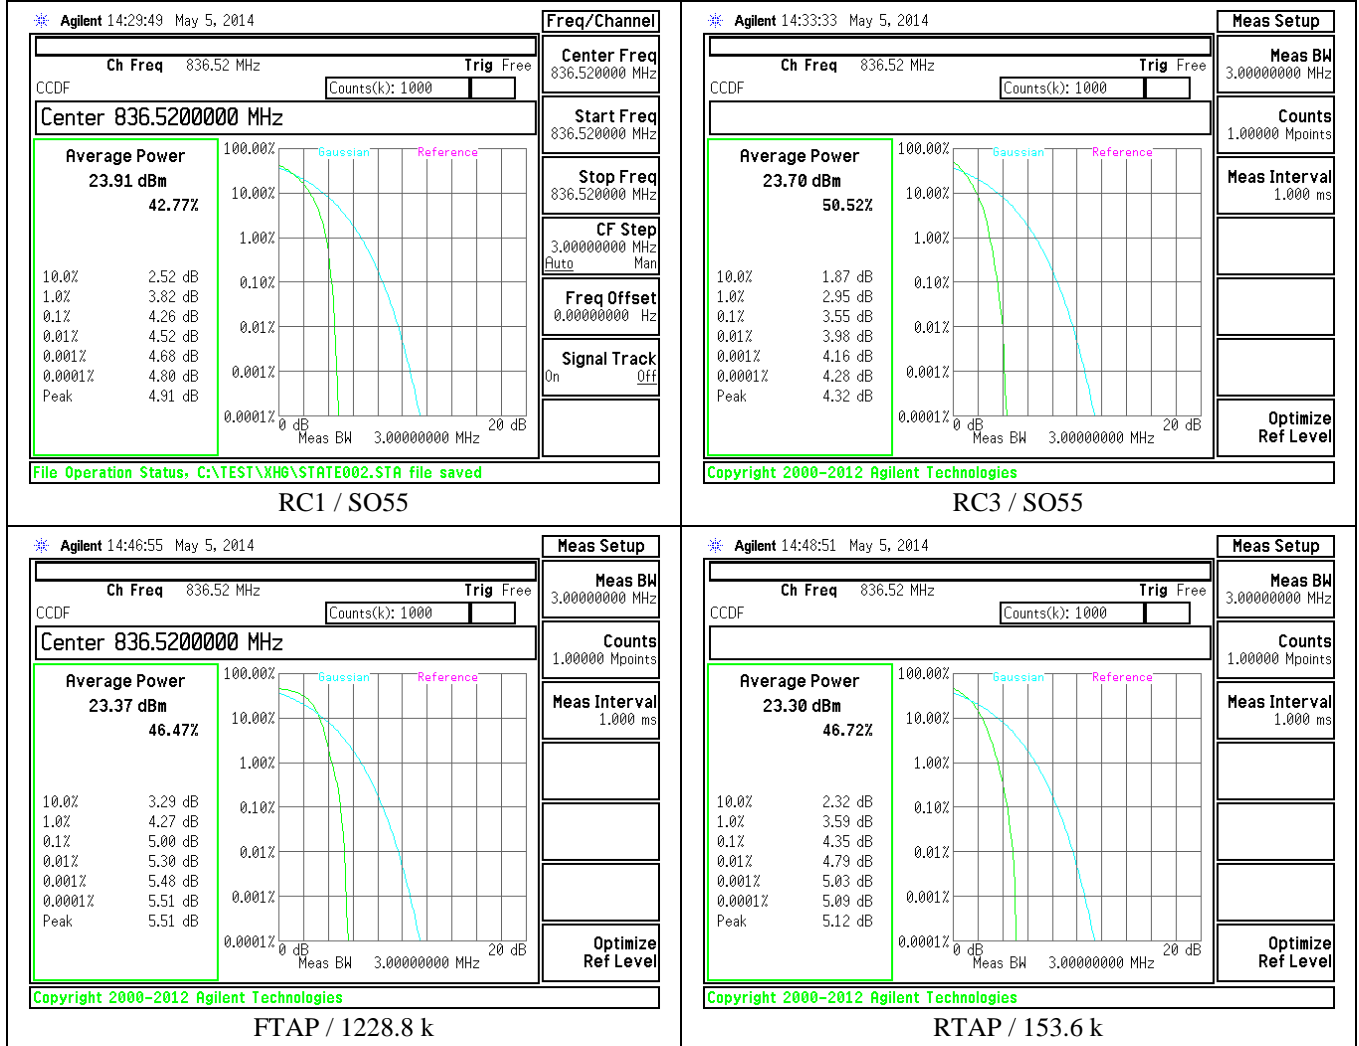 Agilent 14:29:49 May 5, 2014
Freq/Channel
Ch Freq 836.52 MHz
Trig Free
CCDF
Counts(k): 1000
Center 836.5200000 MHz
Average Power
23.91 dBm
42.77%
10.0% 2.52 dB
1.0% 3.82 dB
0.1% 4.26 dB
0.01% 4.52 dB
0.001% 4.68 dB
0.0001% 4.80 dB
Peak 4.91 dB
Gaussian Reference
100.00%
10.00%
1.00%
0.10%
0.01%
0.001%
0.0001%
0 dB 20 dB
Meas BW 3.00000000 MHz
Center Freq
836.520000 MHz
Start Freq
836.520000 MHz
Stop Freq
836.520000 MHz
CF Step
3.00000000 MHz
Auto Man
Freq Offset
0.00000000 Hz
Signal Track
On Off
File Operation Status, C:\TEST\XHG\STATE002.STA file saved
RC1 / SO55
Agilent 14:33:33 May 5, 2014
Meas Setup
Ch Freq 836.52 MHz
Trig Free
CCDF
Counts(k): 1000
Average Power
23.70 dBm
50.52%
10.0% 1.87 dB
1.0% 2.95 dB
0.1% 3.55 dB
0.01% 3.98 dB
0.001% 4.16 dB
0.0001% 4.28 dB
Peak 4.32 dB
Gaussian Reference
100.00%
10.00%
1.00%
0.10%
0.01%
0.001%
0.0001%
0 dB 20 dB
Meas BW 3.00000000 MHz
Meas BW
3.00000000 MHz
Counts
1.00000 Mpoints
Meas Interval
1.000 ms
Optimize
Ref Level
Copyright 2000-2012 Agilent Technologies
RC3 / SO55
Agilent 14:46:55 May 5, 2014
Meas Setup
Ch Freq 836.52 MHz
Trig Free
CCDF
Counts(k): 1000
Center 836.5200000 MHz
Average Power
23.37 dBm
46.47%
10.0% 3.29 dB
1.0% 4.27 dB
0.1% 5.00 dB
0.01% 5.30 dB
0.001% 5.48 dB
0.0001% 5.51 dB
Peak 5.51 dB
Gaussian Reference
100.00%
10.00%
1.00%
0.10%
0.01%
0.001%
0.0001%
0 dB 20 dB
Meas BW 3.00000000 MHz
Meas BW
3.00000000 MHz
Counts
1.00000 Mpoints
Meas Interval
1.000 ms
Optimize
Ref Level
Copyright 2000-2012 Agilent Technologies
FTAP / 1228.8 k
Agilent 14:48:51 May 5, 2014
Meas Setup
Ch Freq 836.52 MHz
Trig Free
CCDF
Counts(k): 1000
Average Power
23.30 dBm
46.72%
10.0% 2.32 dB
1.0% 3.59 dB
0.1% 4.35 dB
0.01% 4.79 dB
0.001% 5.03 dB
0.0001% 5.09 dB
Peak 5.12 dB
Gaussian Reference
100.00%
10.00%
1.00%
0.10%
0.01%
0.001%
0.0001%
0 dB 20 dB
Meas BW 3.00000000 MHz
Meas BW
3.00000000 MHz
Counts
1.00000 Mpoints
Meas Interval
1.000 ms
Optimize
Ref Level
Copyright 2000-2012 Agilent Technologies
RTAP / 153.6 k